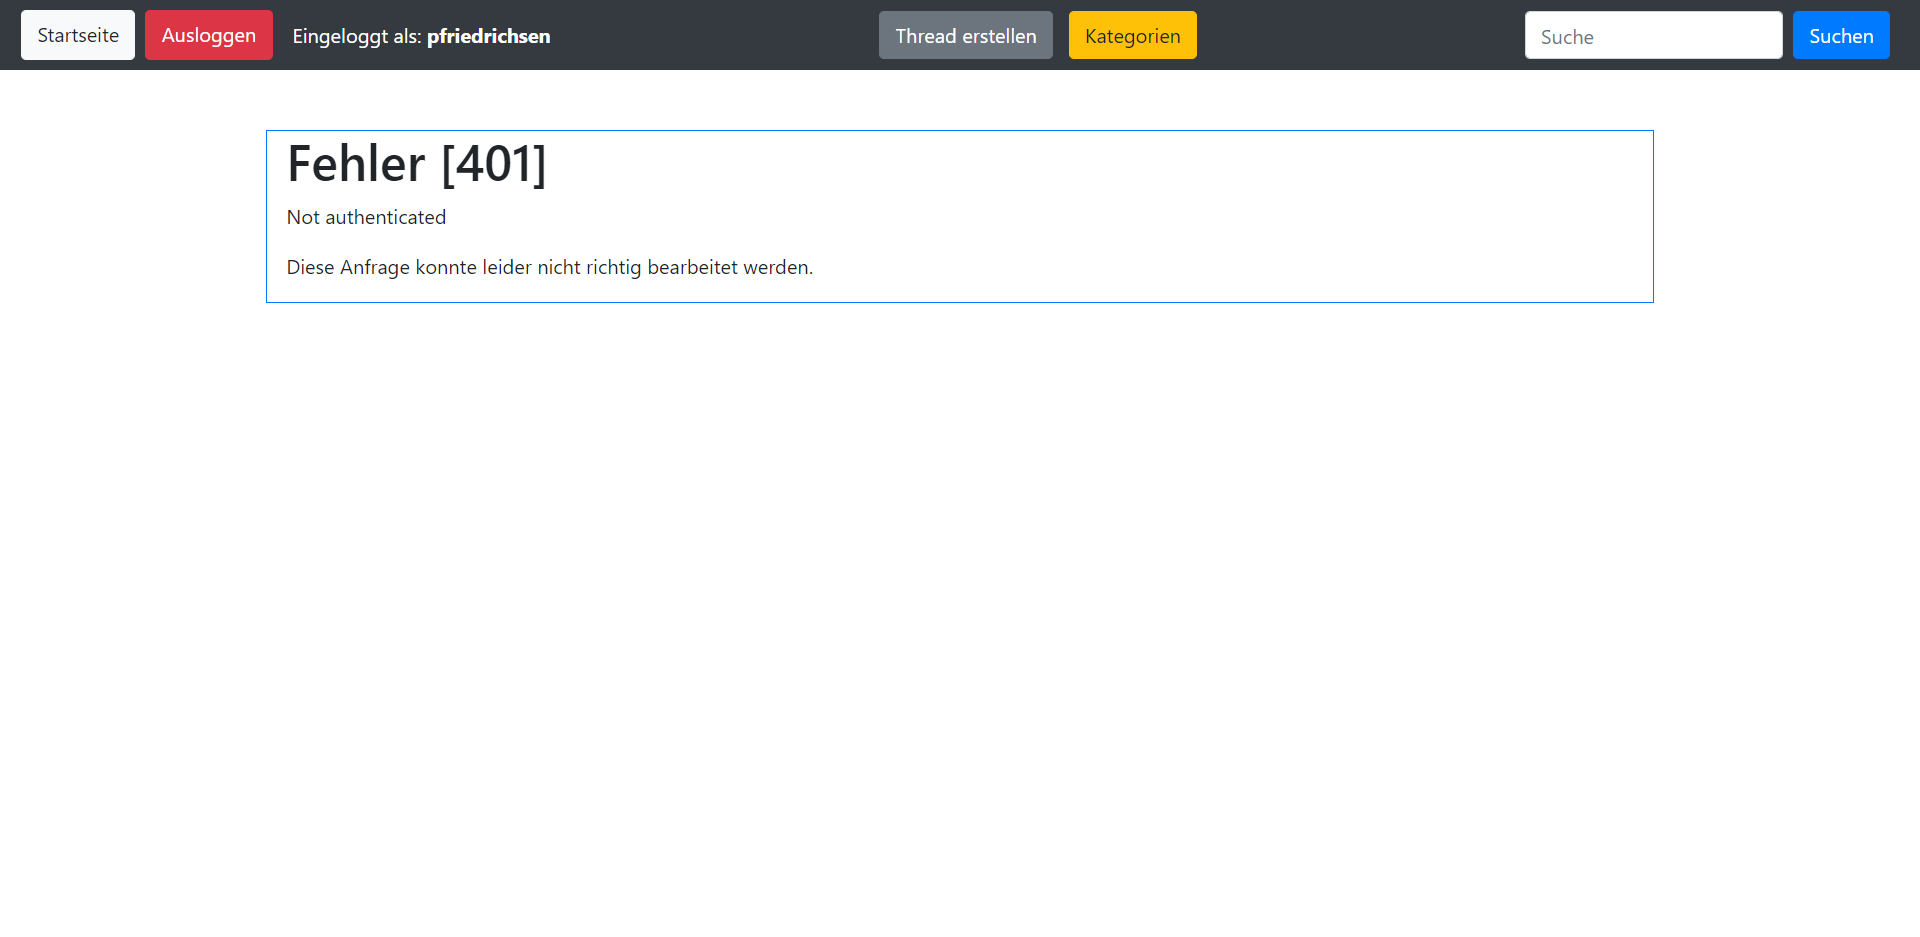 Startseite Ausloggen Eingeloggt als: pfriedrichsen Thread erstellen Kategorien Suche Suchen
Fehler [401]
Not authenticated
Diese Anfrage konnte leider nicht richtig bearbeitet werden.